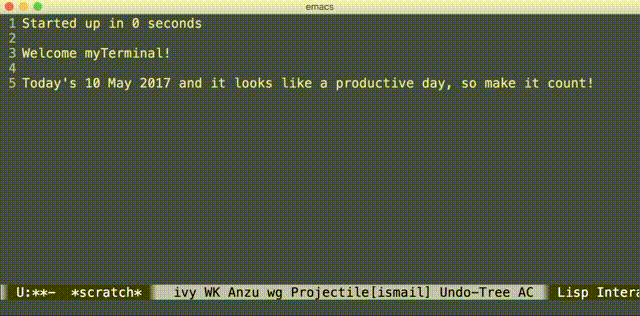 emacs
1 Started up in 0 seconds
2
3 Welcome myTerminal!
4
5 Today's 10 May 2017 and it looks like a productive day, so make it count!
U:**-  *scratch*  ivy WK Anzu wg Projectile[ismail] Undo-Tree AC  Lisp Intera